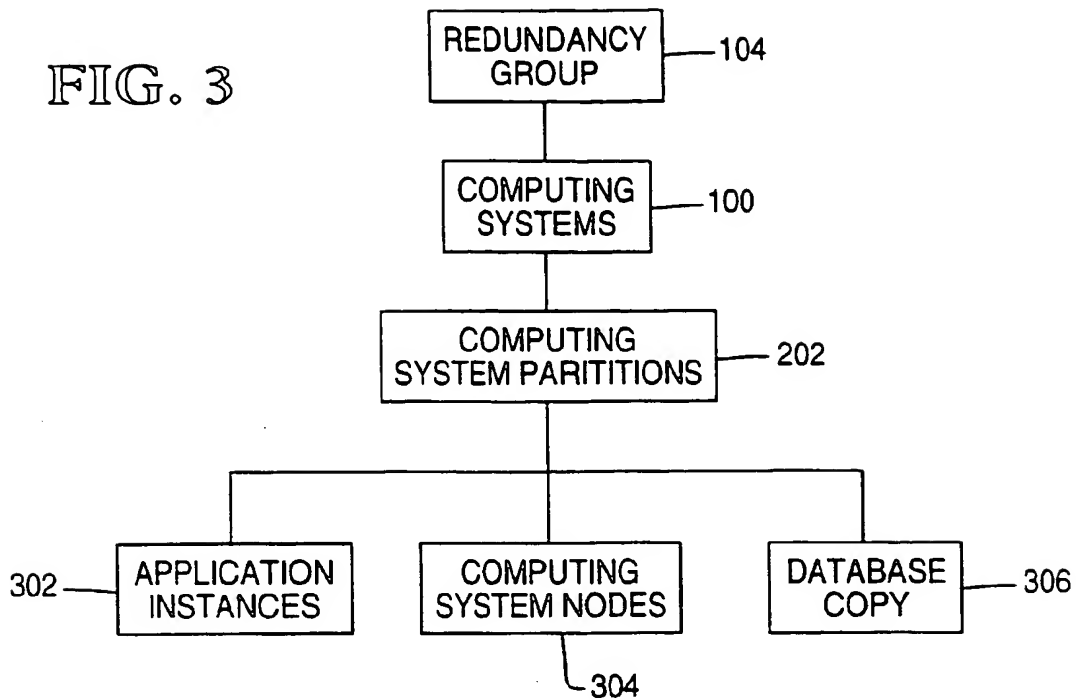 FIG. 3
REDUNDANCY
GROUP
104
COMPUTING
SYSTEMS
100
COMPUTING
SYSTEM PARITITIONS
202
302
APPLICATION
INSTANCES
COMPUTING
SYSTEM NODES
304
DATABASE
COPY
306